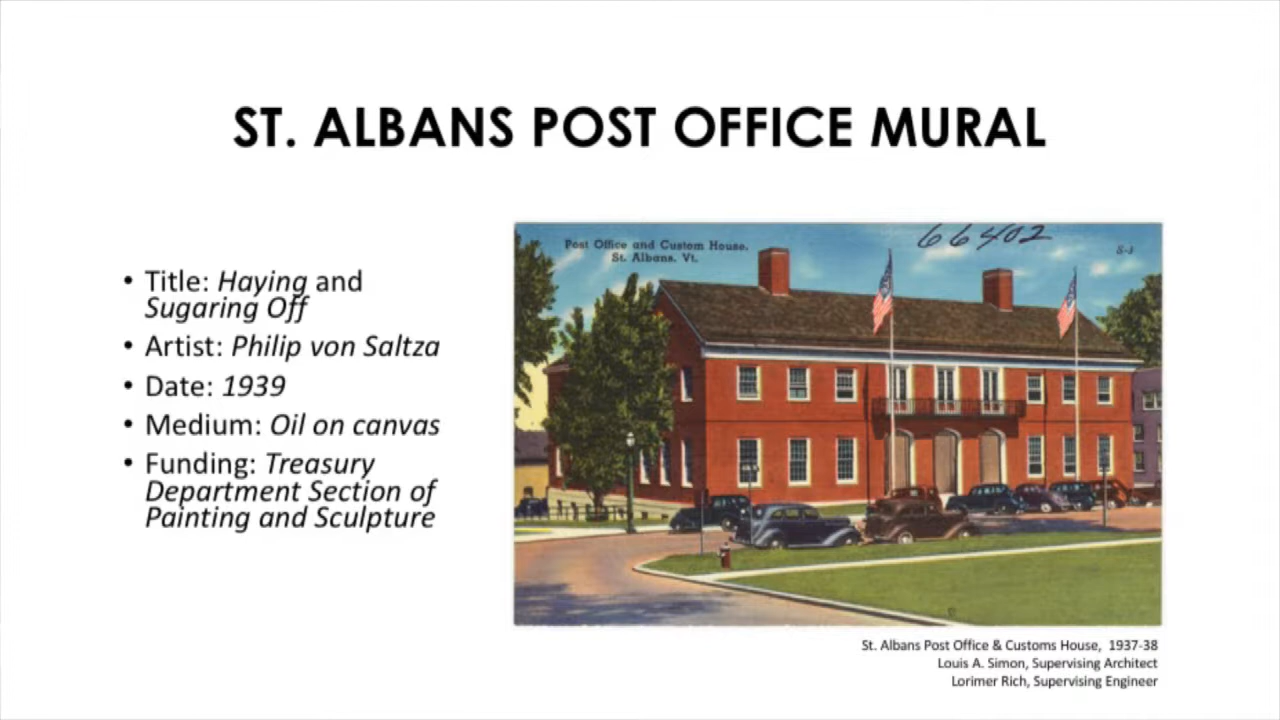 ST. ALBANS POST OFFICE MURAL
• Title: Haying and
Sugaring Off
• Artist: Philip von Saltza
• Date: 1939
• Medium: Oil on canvas
• Funding: Treasury
Department Section of
Painting and Sculpture
Post Office and Custom House,
St. Albans, Vt.
66402
S-3
St. Albans Post Office & Customs House, 1937-38
Louis A. Simon, Supervising Architect
Lorimer Rich, Supervising Engineer